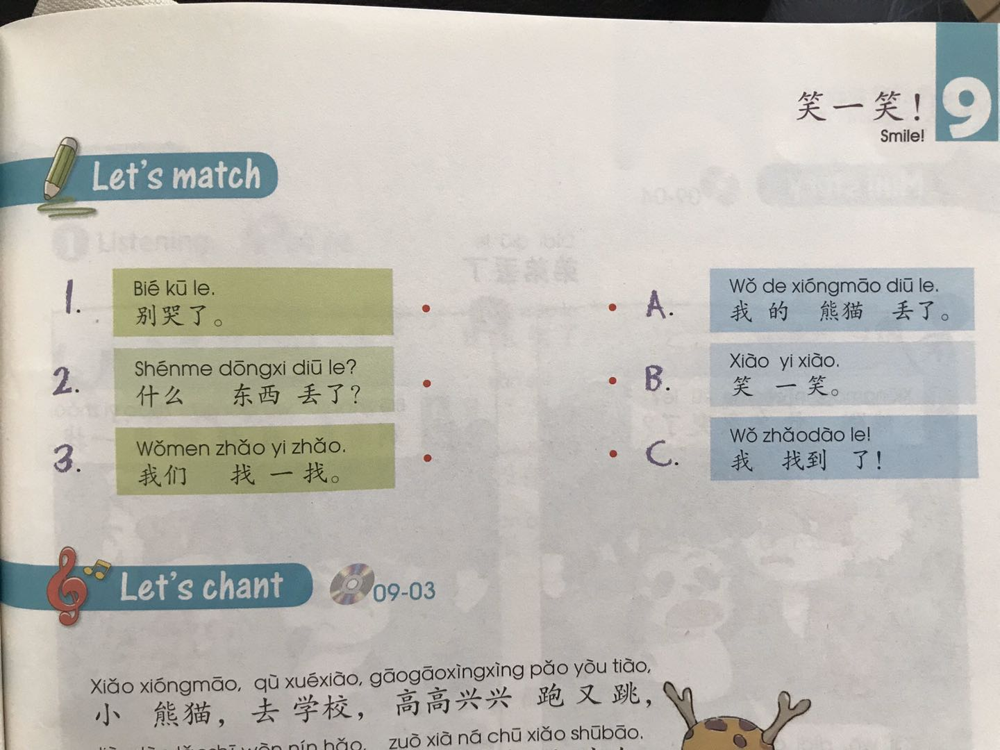 笑一笑!
Smile!
9
Let's match
1.
Bié kū le.
别哭了。
A.
Wǒ de xióngmāo diū le.
我 的 熊猫 丢了。
2.
Shénme dōngxi diū le?
什么 东西 丢了?
B.
Xiào yi xiào.
笑 一 笑。
3.
Wǒmen zhǎo yi zhǎo.
我们 找 一 找。
C.
Wǒ zhǎodào le!
我 找到 了!
Let's chant
09-03
Xiǎo xióngmāo, qù xuéxiào, gāogāoxìngxìng pǎo yòu tiào,
小 熊猫, 去 学校, 高高兴兴 跑 又 跳,
wèn nín hǎo, zuò xià ná chū xiǎo shūbāo.